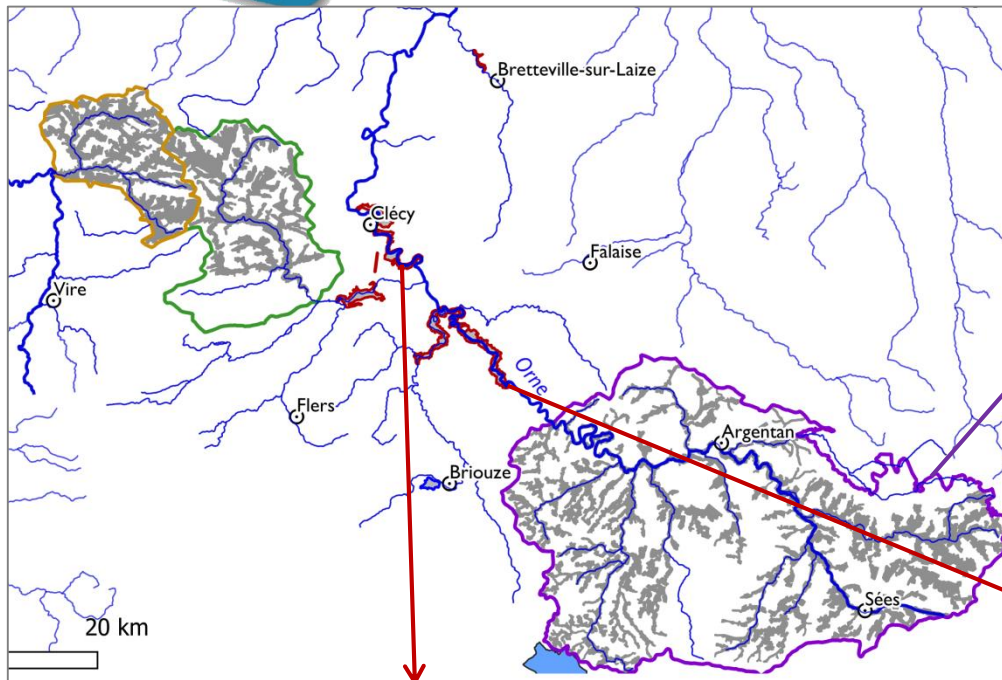 Bretteville-sur-Laize
Clécy
Falaise
Vire
Orne
Flers
Argentan
Briouze
Sées
20 km